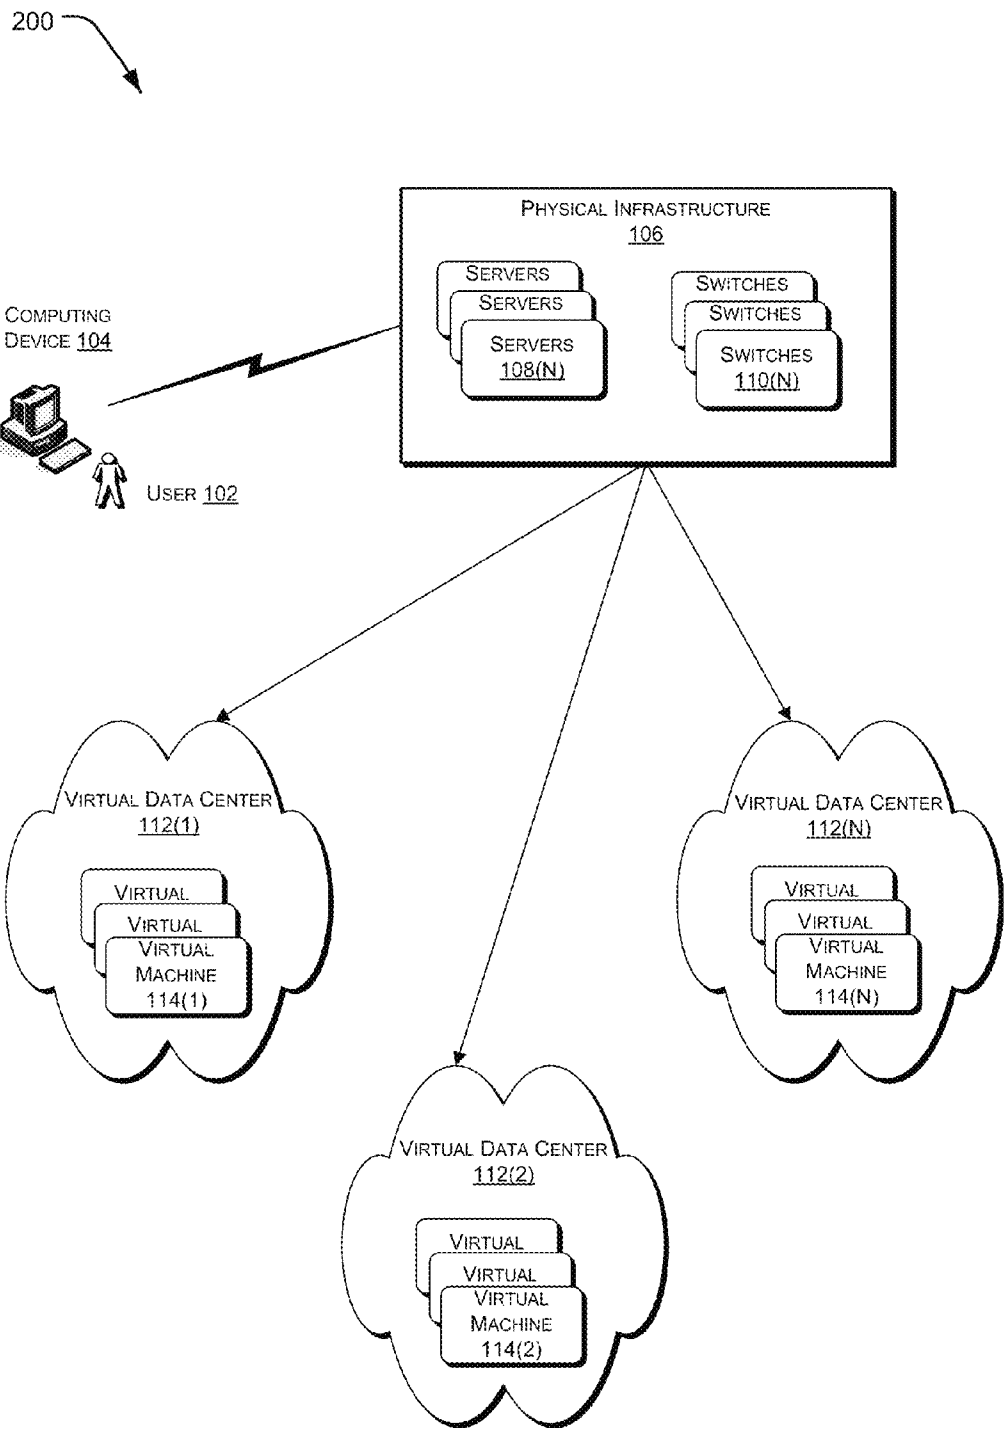 200
PHYSICAL INFRASTRUCTURE
106
SERVERS
SERVERS
SERVERS
108(N)
SWITCHES
SWITCHES
SWITCHES
110(N)
COMPUTING
DEVICE 104
USER 102
VIRTUAL DATA CENTER
112(1)
VIRTUAL
VIRTUAL
VIRTUAL
MACHINE
114(1)
VIRTUAL DATA CENTER
112(N)
VIRTUAL
VIRTUAL
VIRTUAL
MACHINE
114(N)
VIRTUAL DATA CENTER
112(2)
VIRTUAL
VIRTUAL
VIRTUAL
MACHINE
114(2)